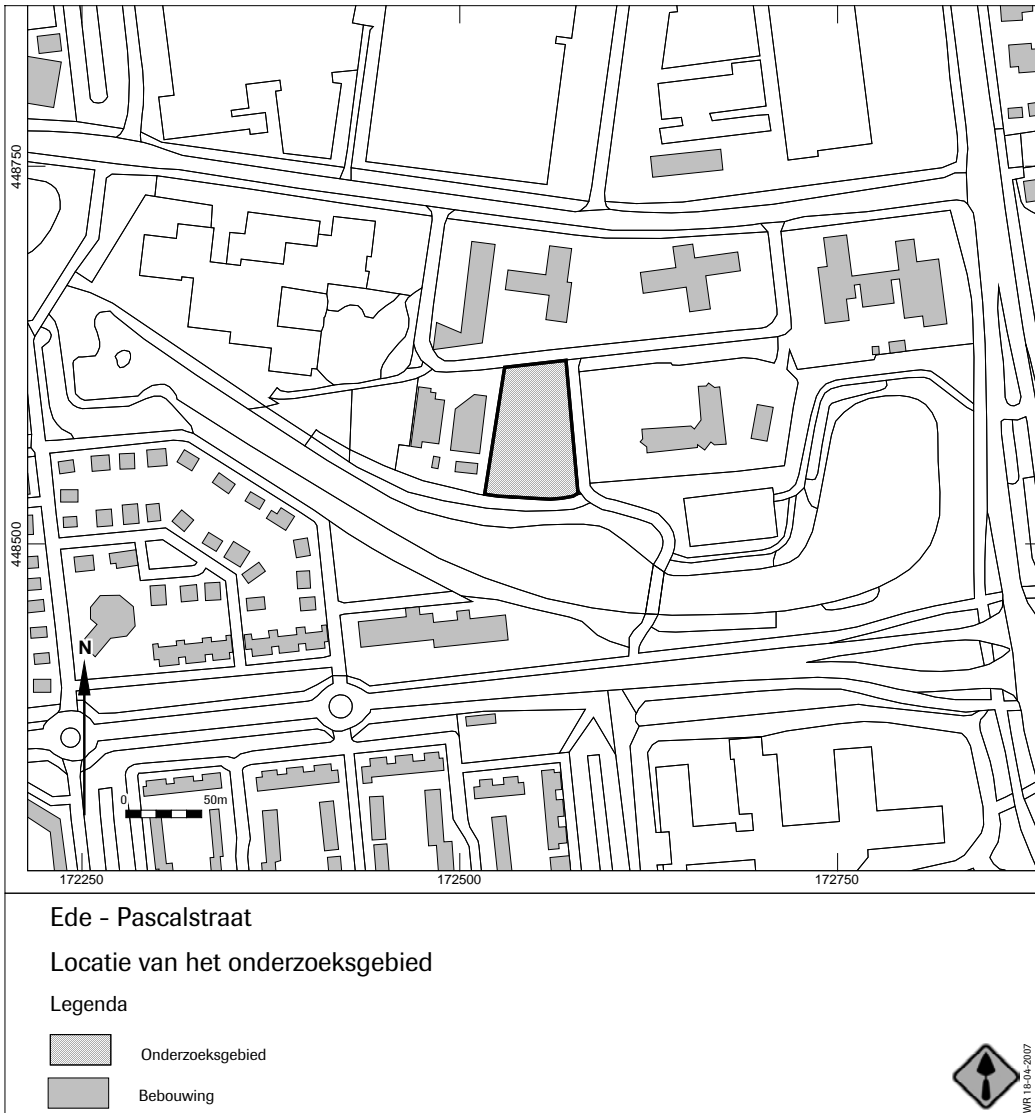 448750
448500
N
0 50m
172250 172500 172750
Ede - Pascalstraat
Locatie van het onderzoeksgebied
Legenda
Onderzoeksgebied
Bebouwing
WR 18-04-2007